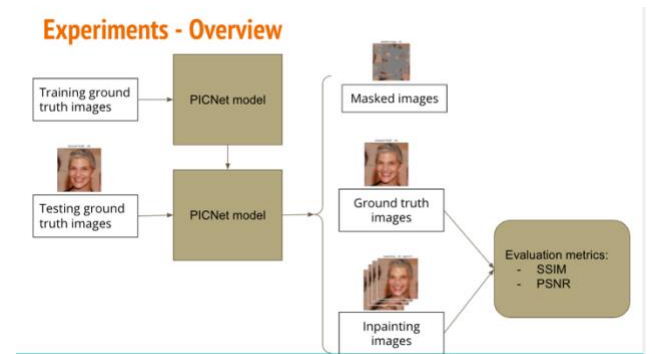 Experiments - Overview
Training ground
truth images
PICNet model
Masked images
Testing ground
truth images
PICNet model
Ground truth
images
Evaluation metrics:
- SSIM
- PSNR
Inpainting
images